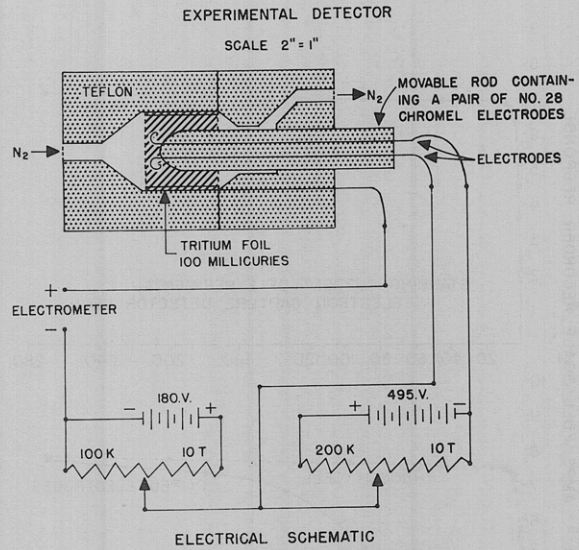 EXPERIMENTAL DETECTOR
SCALE 2"= 1"
TEFLON
N₂
N₂
MOVABLE ROD CONTAIN-
ING A PAIR OF NO. 28
CHROMEL ELECTRODES
ELECTRODES
TRITIUM FOIL
100 MILLICURIES
+
ELECTROMETER
-
- 180.V. +
100 K 10 T
+ 495.V. -
200 K 10 T
ELECTRICAL SCHEMATIC